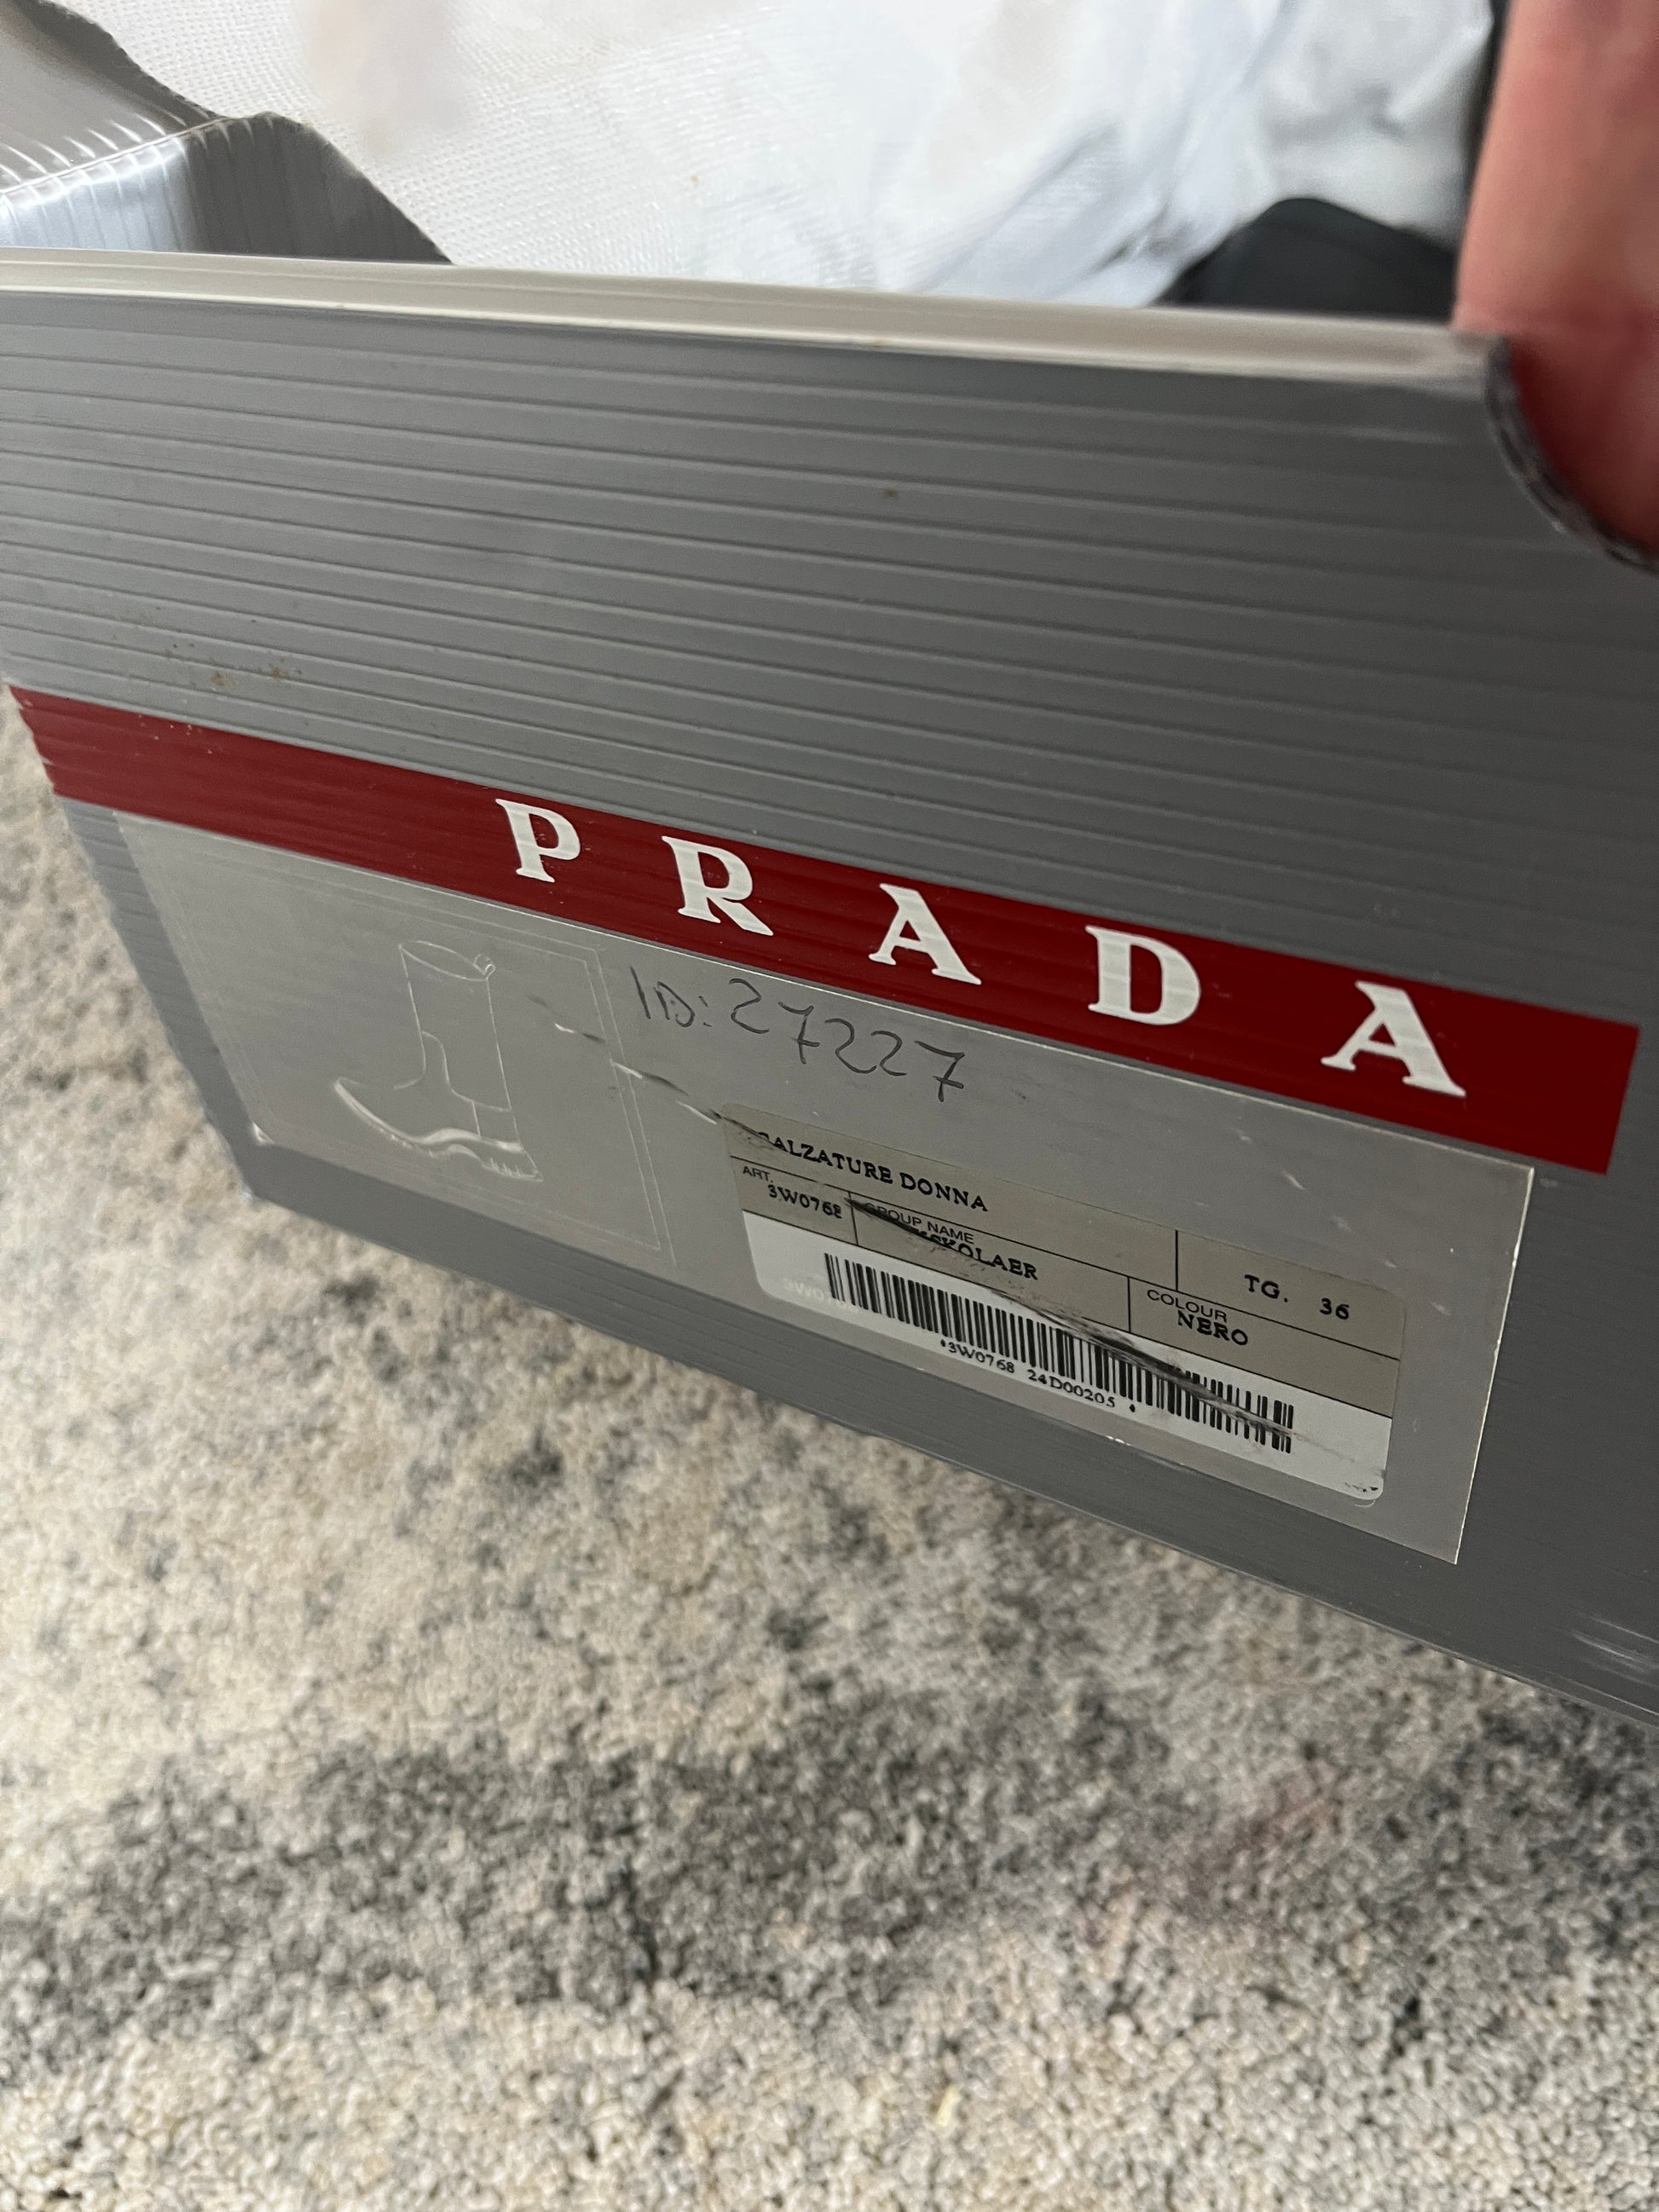 PRADA
ID: 27227
CALZATURE DONNA
TG. 36
ART.
3W0768
GROUP NAME
COLOUR
NERO
*3W0768 24D00205 *